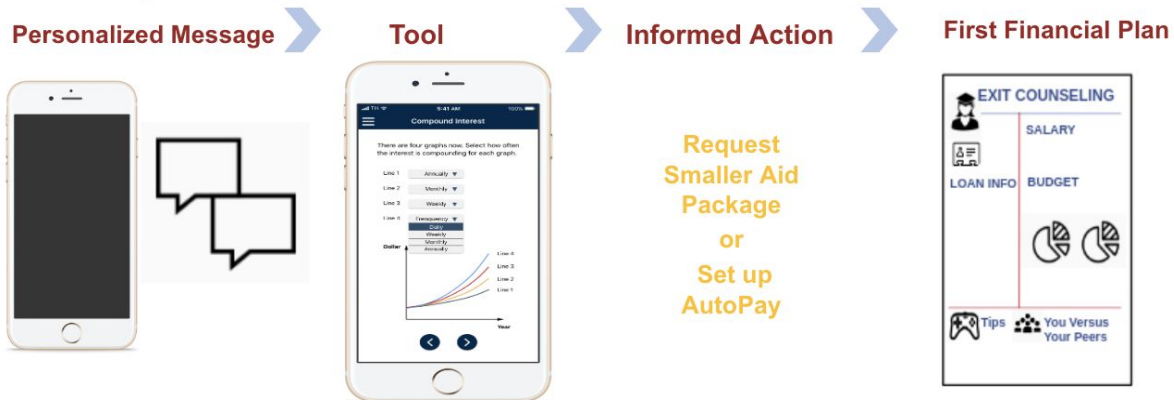 Personalized Message
Tool
Informed Action
First Financial Plan
9:41 AM
100%
Compound Interest
There are four graphs now. Select how often
the interest is compounding for each graph.
Line 1 Annually
Line 2 Monthly
Line 3 Weekly
Line 4 Frenquency
Daily
Weekly
Monthly
Annually
Dollar
Line 4
Line 3
Line 2
Line 1
Year
Request
Smaller Aid
Package
or
Set up
AutoPay
EXIT COUNSELING
SALARY
LOAN INFO BUDGET
Tips
You Versus
Your Peers